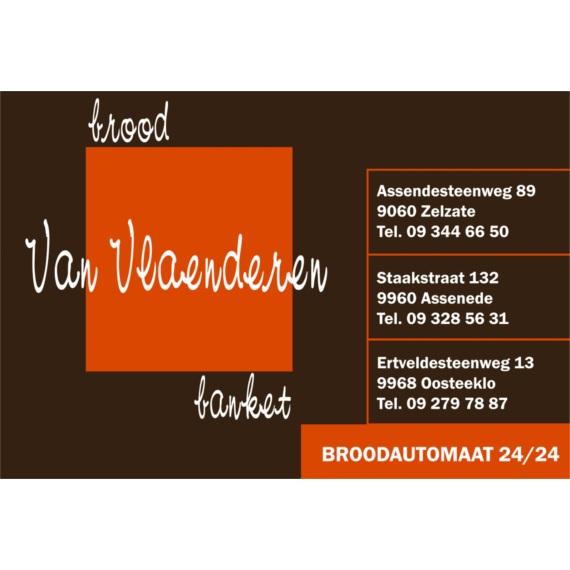 brood
Van Vlaenderen
banket
Assendesteenweg 89
9060 Zelzate
Tel. 09 344 66 50
Staakstraat 132
9960 Assenede
Tel. 09 328 56 31
Ertveldesteenweg 13
9968 Oosteeklo
Tel. 09 279 78 87
BROODAUTOMAAT 24/24